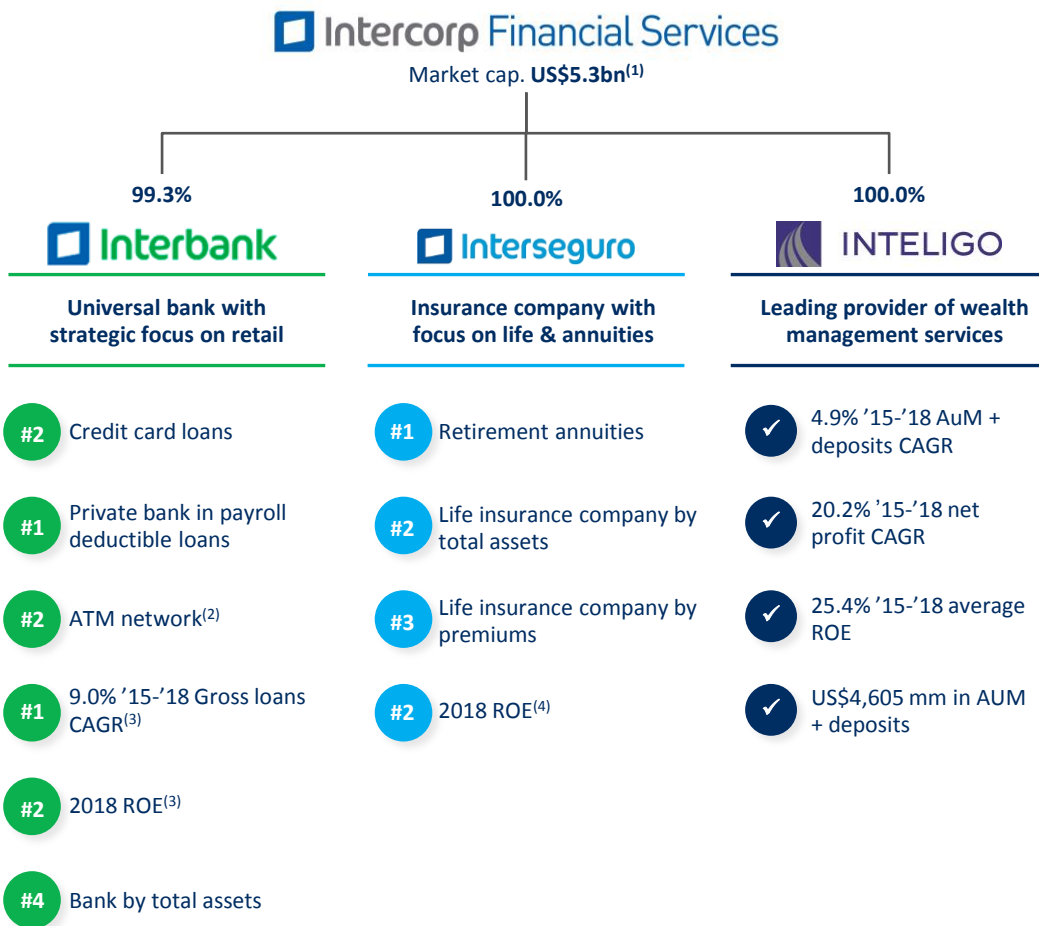 Intercorp Financial Services
Market cap. US$5.3bn(1)
99.3%
Interbank
Universal bank with
strategic focus on retail
#2 Credit card loans
#1 Private bank in payroll
deductible loans
#2 ATM network(2)
#1 9.0% ’15-’18 Gross loans
CAGR(3)
#2 2018 ROE(3)
#4 Bank by total assets
100.0%
Interseguro
Insurance company with
focus on life & annuities
#1 Retirement annuities
#2 Life insurance company by
total assets
#3 Life insurance company by
premiums
#2 2018 ROE(4)
100.0%
INTELIGO
Leading provider of wealth
management services
✓ 4.9% ’15-’18 AuM +
deposits CAGR
✓ 20.2% ’15-’18 net
profit CAGR
✓ 25.4% ’15-’18 average
ROE
✓ US$4,605 mm in AUM
+ deposits